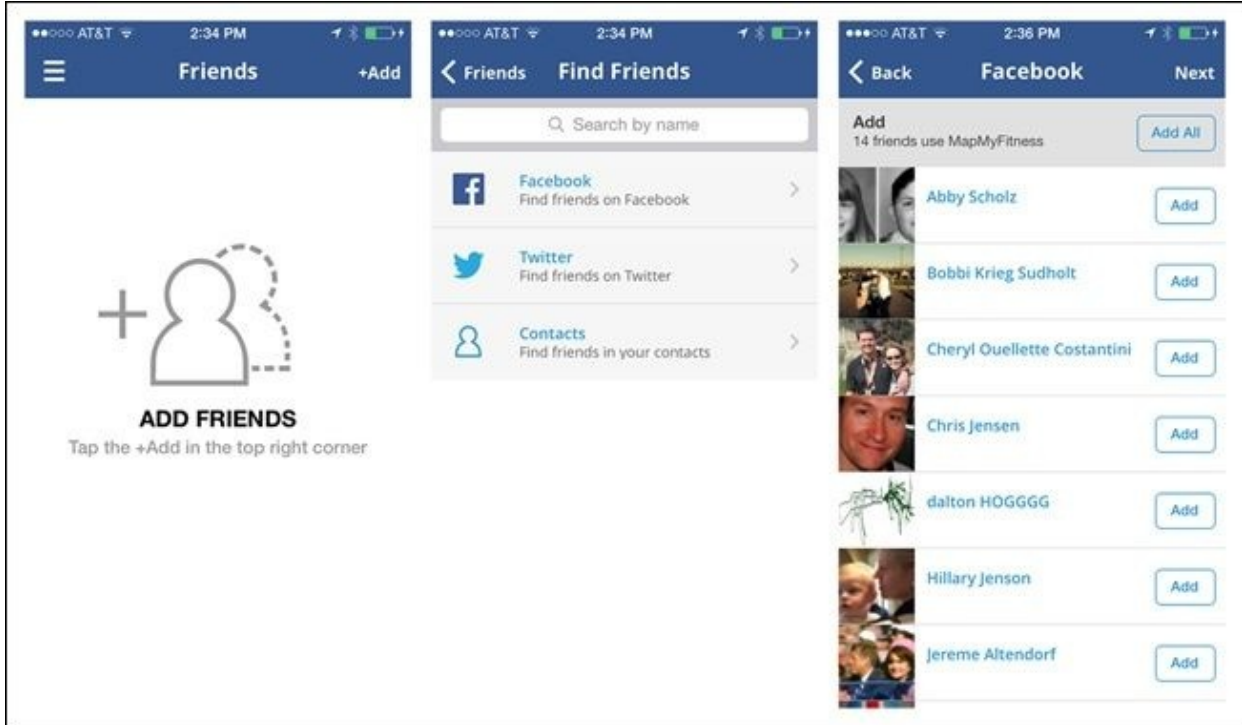 AT&T 2:34 PM
Friends +Add
ADD FRIENDS
Tap the +Add in the top right corner
AT&T 2:34 PM
Friends Find Friends
Search by name
Facebook
Find friends on Facebook
Twitter
Find friends on Twitter
Contacts
Find friends in your contacts
AT&T 2:36 PM
Back Facebook Next
Add
14 friends use MapMyFitness
Add All
Abby Scholz Add
Bobbi Krieg Sudholt Add
Cheryl Ouellette Costantini Add
Chris Jensen Add
dalton HOGGGG Add
Hillary Jenson Add
Jereme Altendorf Add